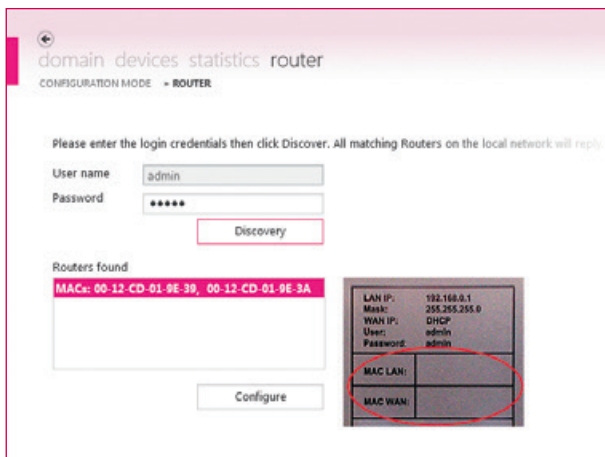 domain devices statistics router
CONFIGURATION MODE » ROUTER
Please enter the login credentials then click Discover. All matching Routers on the local network will reply
User name admin
Password •••••
Discovery
Routers found
MACs: 00-12-CD-01-9E-39, 00-12-CD-01-9E-3A
Configure
LAN IP: 192.168.0.1
Mask: 255.255.255.0
WAN IP: DHCP
User: admin
Password: admin
MAC LAN:
MAC WAN: